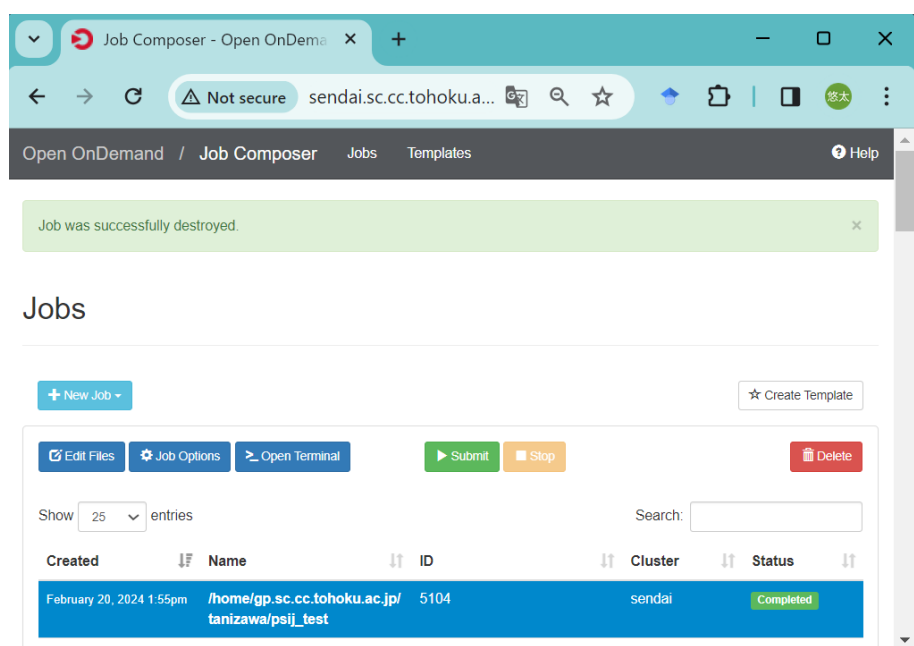 Job Composer - Open OnDema
Not secure sendai.sc.cc.tohoku.a...
悠太
Open OnDemand / Job Composer Jobs Templates Help
Job was successfully destroyed.
Jobs
New Job
Create Template
Edit Files Job Options Open Terminal Submit Stop Delete
Show 25 entries Search:
Created Name ID Cluster Status
February 20, 2024 1:55pm /home/gp.sc.cc.tohoku.ac.jp/ 5104 sendai Completed
tanizawa/psij_test